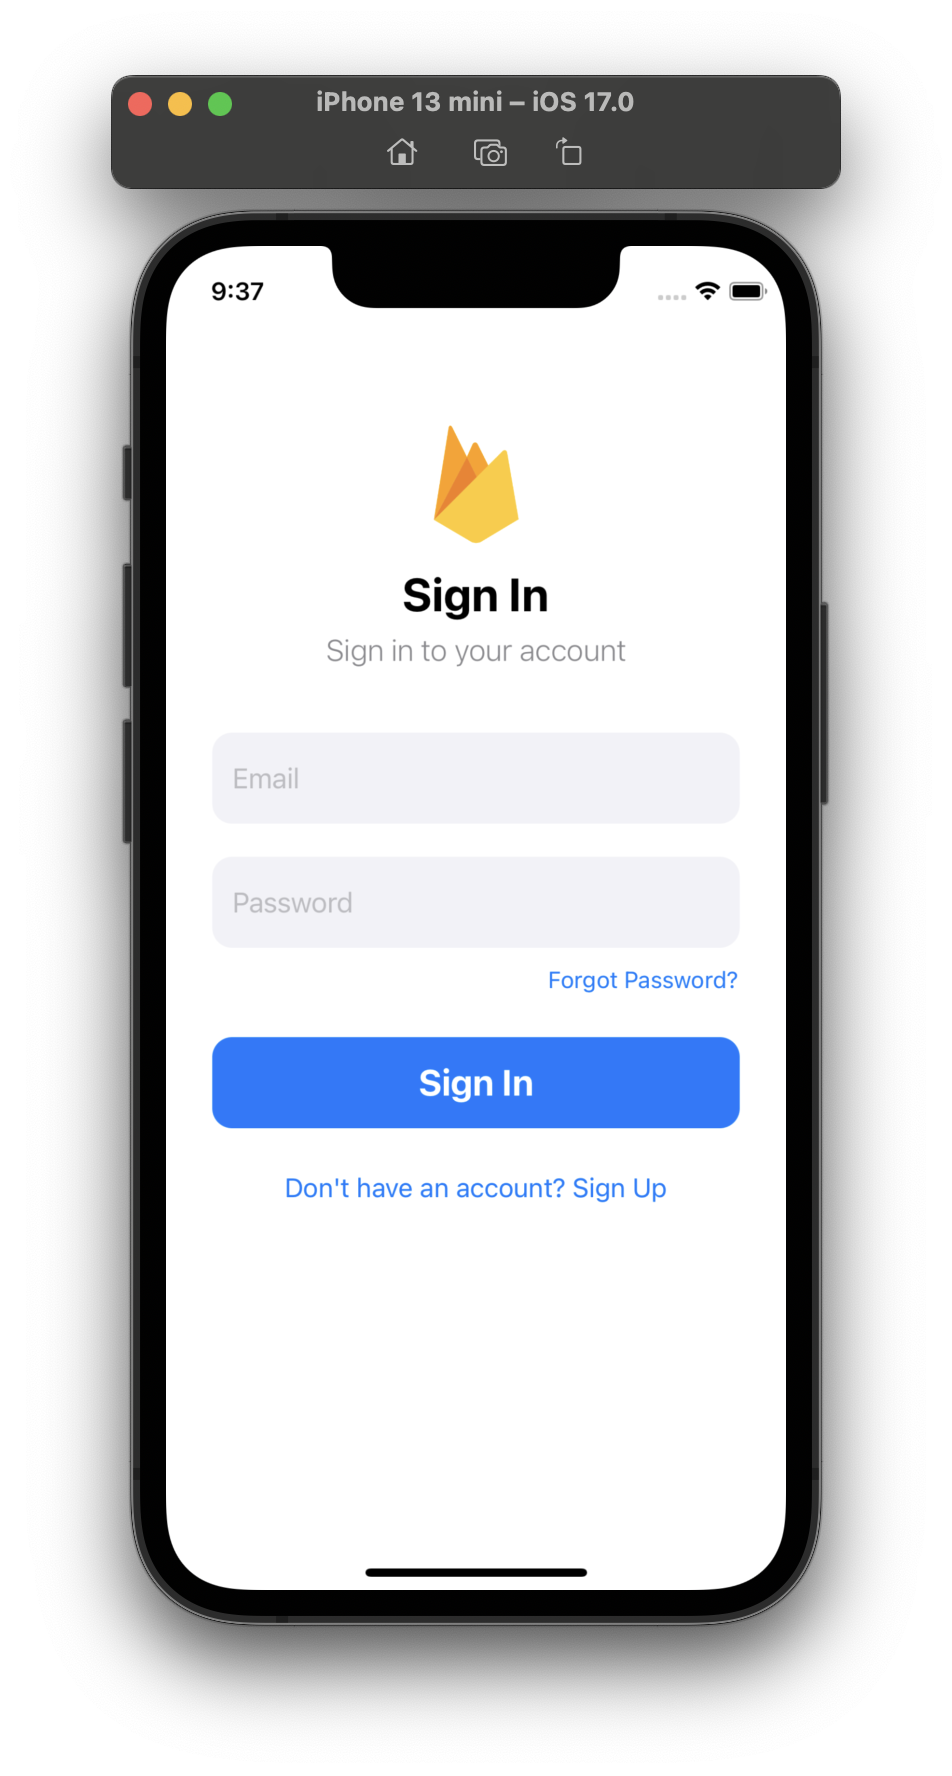 iPhone 13 mini – iOS 17.0
9:37
Sign In
Sign in to your account
Email
Password
Forgot Password?
Sign In
Don't have an account? Sign Up